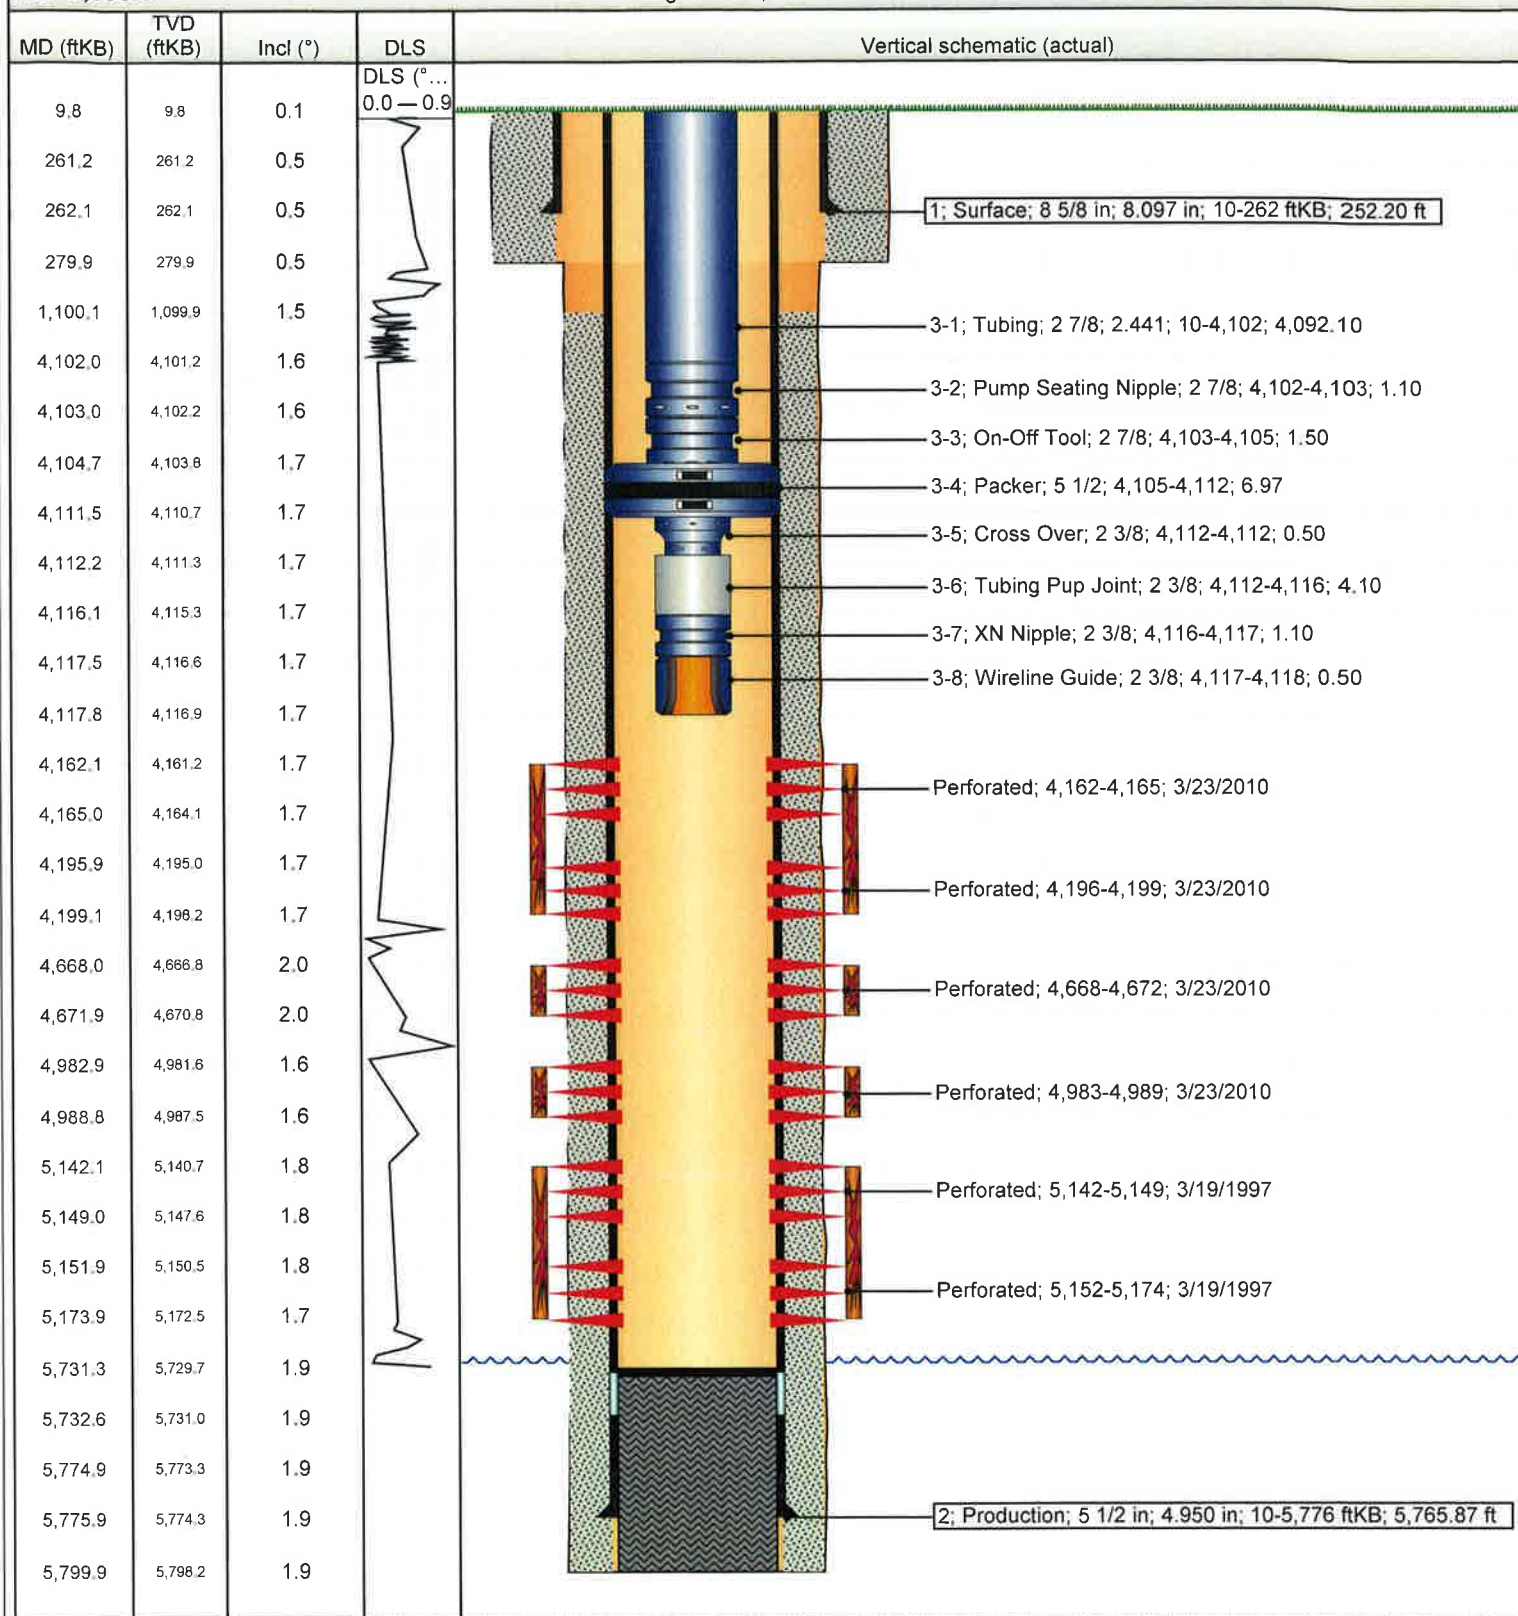 MD (ftKB) TVD (ftKB) Incl (°) DLS Vertical schematic (actual)
DLS (°...
0.0 — 0.9
9.8 9.8 0.1
261.2 261.2 0.5
262.1 262.1 0.5
1; Surface; 8 5/8 in; 8.097 in; 10-262 ftKB; 252.20 ft
279.9 279.9 0.5
1,100.1 1,099.9 1.5
3-1; Tubing; 2 7/8; 2.441; 10-4,102; 4,092.10
4,102.0 4,101.2 1.6
3-2; Pump Seating Nipple; 2 7/8; 4,102-4,103; 1.10
4,103.0 4,102.2 1.6
3-3; On-Off Tool; 2 7/8; 4,103-4,105; 1.50
4,104.7 4,103.8 1.7
3-4; Packer; 5 1/2; 4,105-4,112; 6.97
4,111.5 4,110.7 1.7
3-5; Cross Over; 2 3/8; 4,112-4,112; 0.50
4,112.2 4,111.3 1.7
3-6; Tubing Pup Joint; 2 3/8; 4,112-4,116; 4.10
4,116.1 4,115.3 1.7
3-7; XN Nipple; 2 3/8; 4,116-4,117; 1.10
4,117.5 4,116.6 1.7
3-8; Wireline Guide; 2 3/8; 4,117-4,118; 0.50
4,117.8 4,116.9 1.7
4,162.1 4,161.2 1.7
Perforated; 4,162-4,165; 3/23/2010
4,165.0 4,164.1 1.7
4,195.9 4,195.0 1.7
Perforated; 4,196-4,199; 3/23/2010
4,199.1 4,198.2 1.7
4,668.0 4,666.8 2.0
Perforated; 4,668-4,672; 3/23/2010
4,671.9 4,670.8 2.0
4,982.9 4,981.6 1.6
Perforated; 4,983-4,989; 3/23/2010
4,988.8 4,987.5 1.6
5,142.1 5,140.7 1.8
Perforated; 5,142-5,149; 3/19/1997
5,149.0 5,147.6 1.8
5,151.9 5,150.5 1.8
Perforated; 5,152-5,174; 3/19/1997
5,173.9 5,172.5 1.7
5,731.3 5,729.7 1.9
5,732.6 5,731.0 1.9
5,774.9 5,773.3 1.9
5,775.9 5,774.3 1.9
2; Production; 5 1/2 in; 4.950 in; 10-5,776 ftKB; 5,765.87 ft
5,799.9 5,798.2 1.9